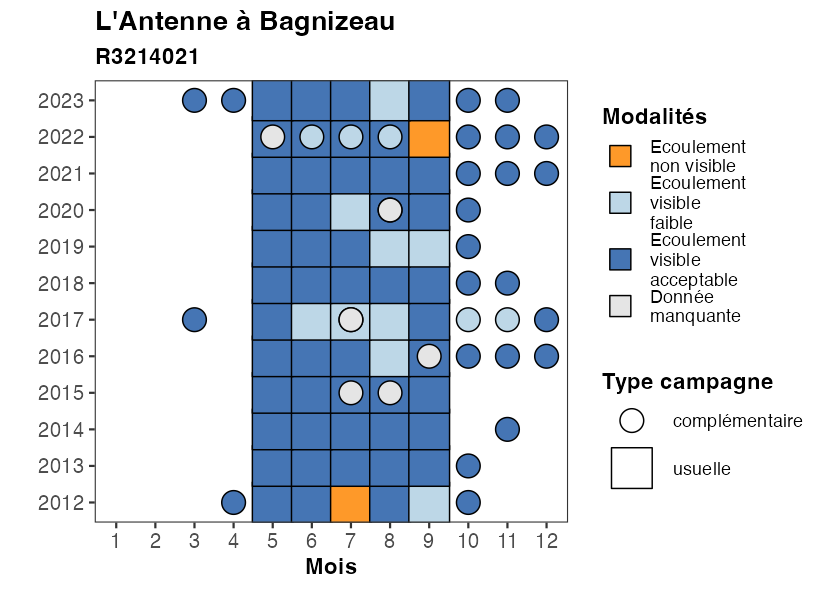 L'Antenne à Bagnizeau
R3214021
2023
2022
2021
2020
2019
2018
2017
2016
2015
2014
2013
2012
1 2 3 4 5 6 7 8 9 10 11 12
Mois
Modalités
Ecoulement
non visible
Ecoulement
visible
faible
Ecoulement
visible
acceptable
Donnée
manquante
Type campagne
complémentaire
usuelle